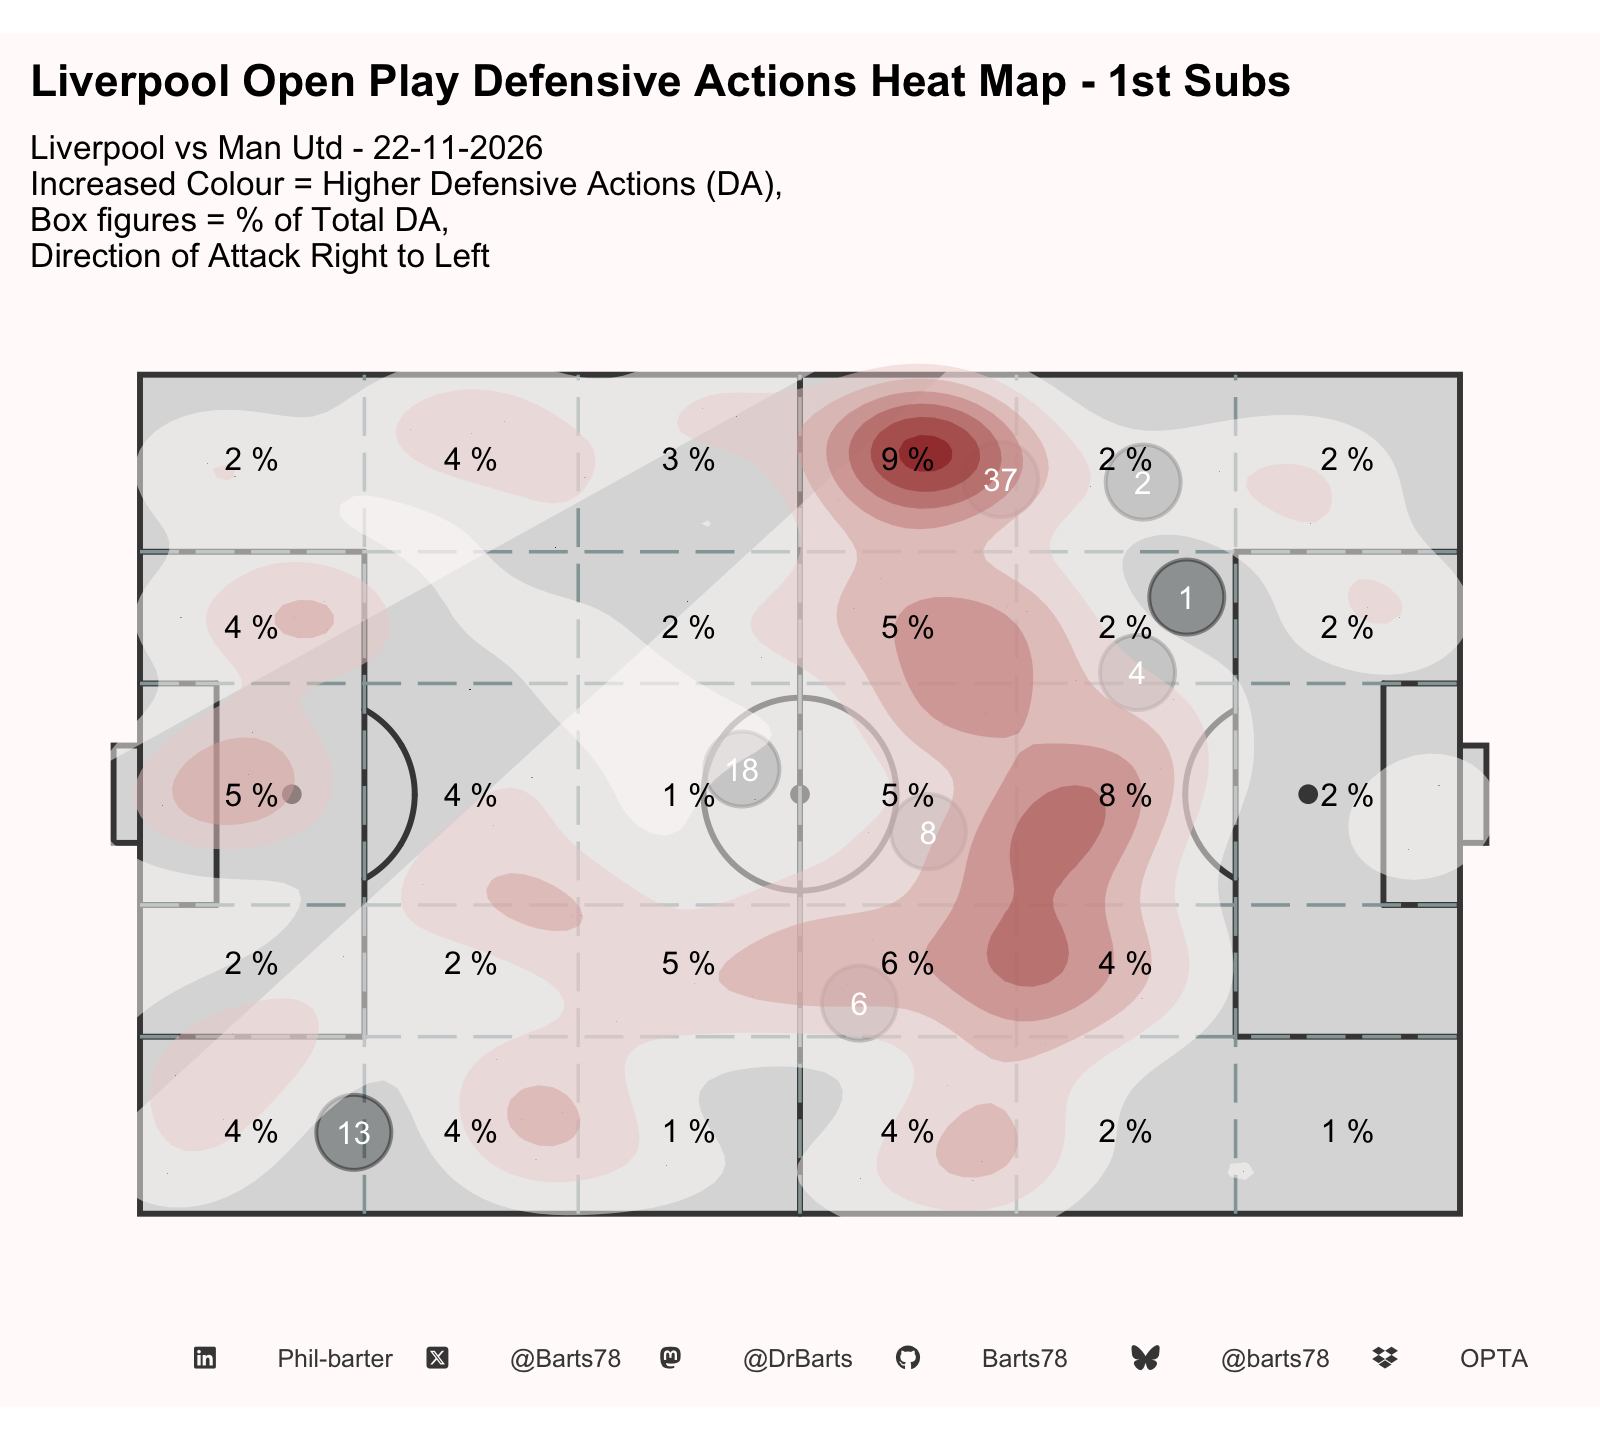 Liverpool Open Play Defensive Actions Heat Map - 1st Subs
Liverpool vs Man Utd - 22-11-2026
Increased Colour = Higher Defensive Actions (DA),
Box figures = % of Total DA,
Direction of Attack Right to Left
2 % 4 % 3 % 9 % 2 % 2 %
37 2
1
4 % 2 % 5 % 2 % 2 %
4
18
5 % 4 % 1 % 5 % 8 % 2 %
8
2 % 2 % 5 % 6 % 4 %
6
4 % 13 4 % 1 % 4 % 2 % 1 %
Phil-barter @Barts78 @DrBarts Barts78 @barts78 OPTA